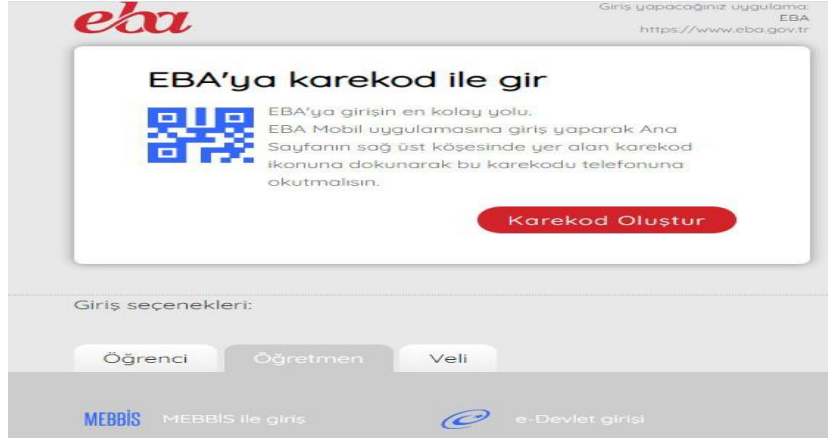 eba
Giriş yapacağınız uygulama:
EBA
https://www.eba.gov.tr
EBA'ya karekod ile gir
EBA'ya girişin en kolay yolu.
EBA Mobil uygulamasına giriş yaparak Ana
Sayfanın sağ üst köşesinde yer alan karekod
ikonuna dokunarak bu karekodu telefonuna
okutmalısın.
Karekod Oluştur
Giriş seçenekleri:
Öğrenci Öğretmen Veli
MEBBİS MEBBİS ile giriş e-Devlet girişi